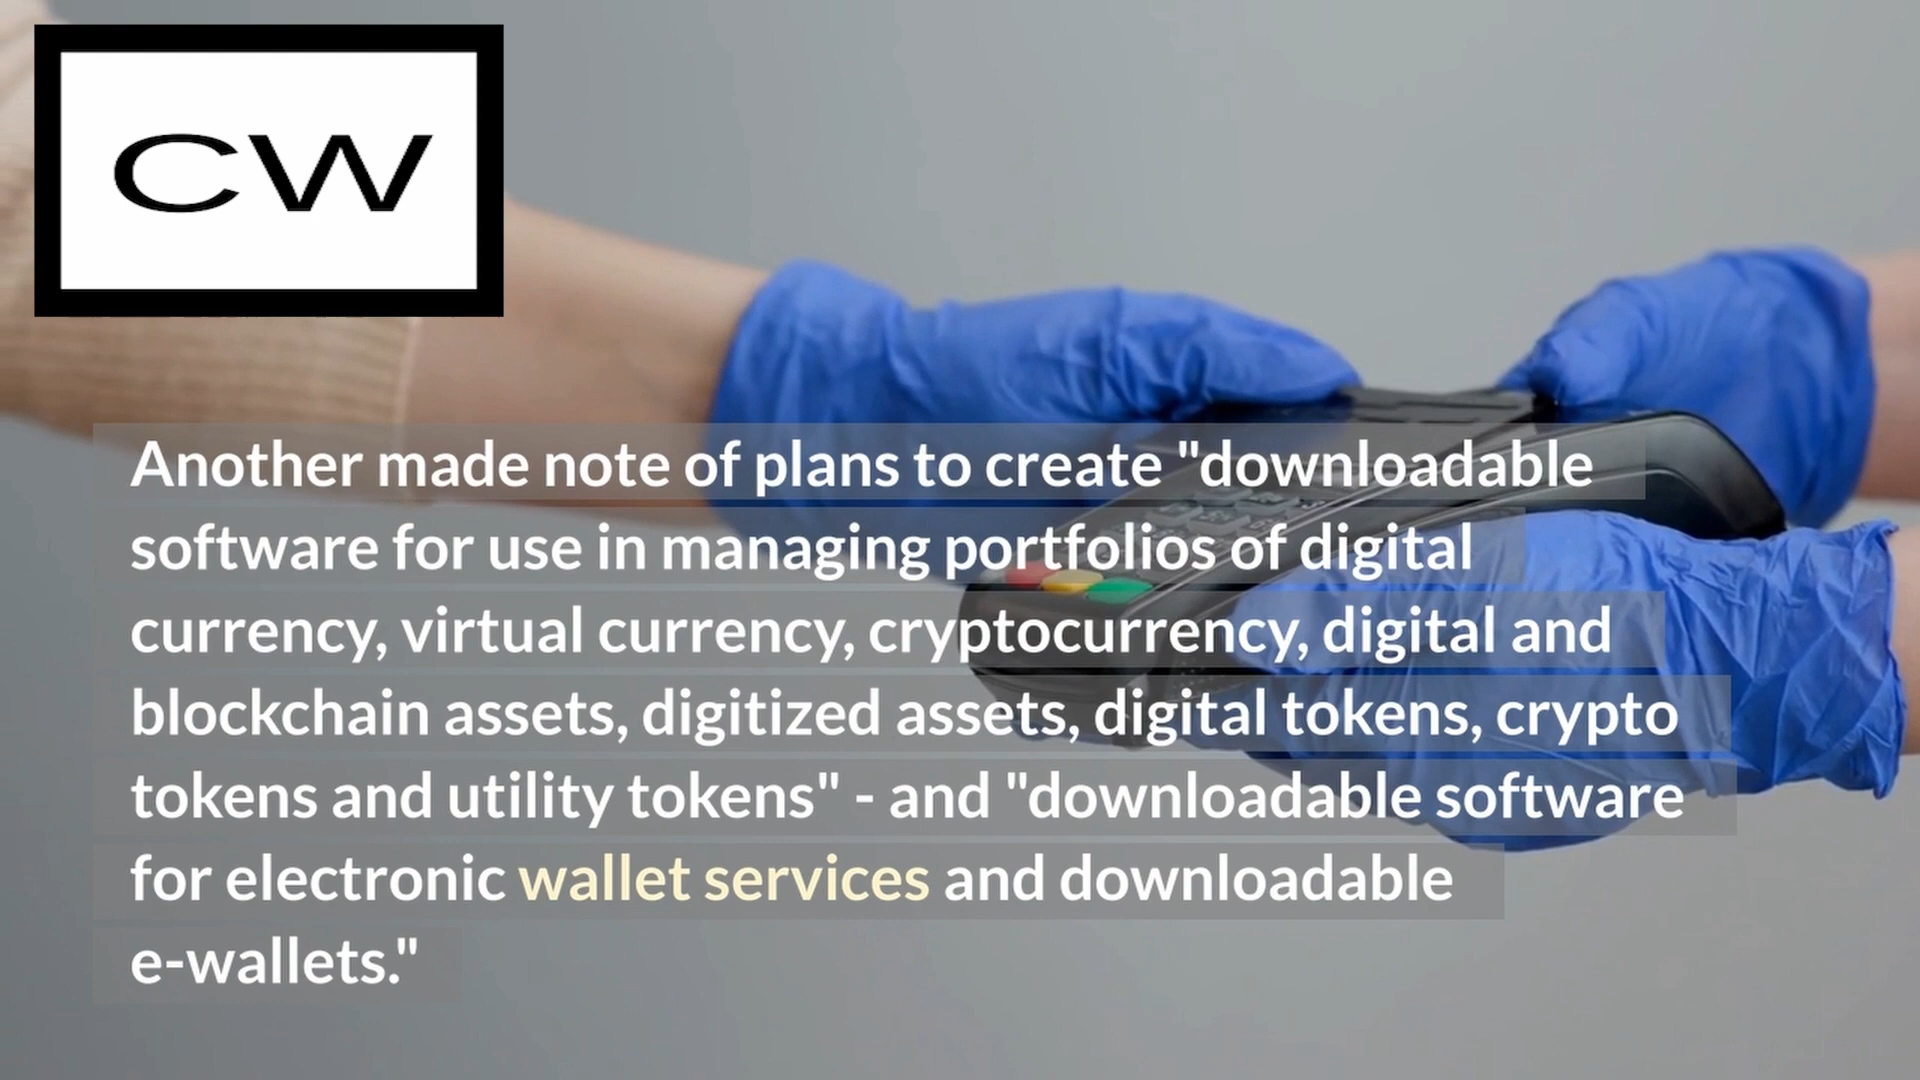 CW
Another made note of plans to create "downloadable
software for use in managing portfolios of digital
currency, virtual currency, cryptocurrency, digital and
blockchain assets, digitized assets, digital tokens, crypto
tokens and utility tokens" - and "downloadable software
for electronic wallet services and downloadable
e-wallets."